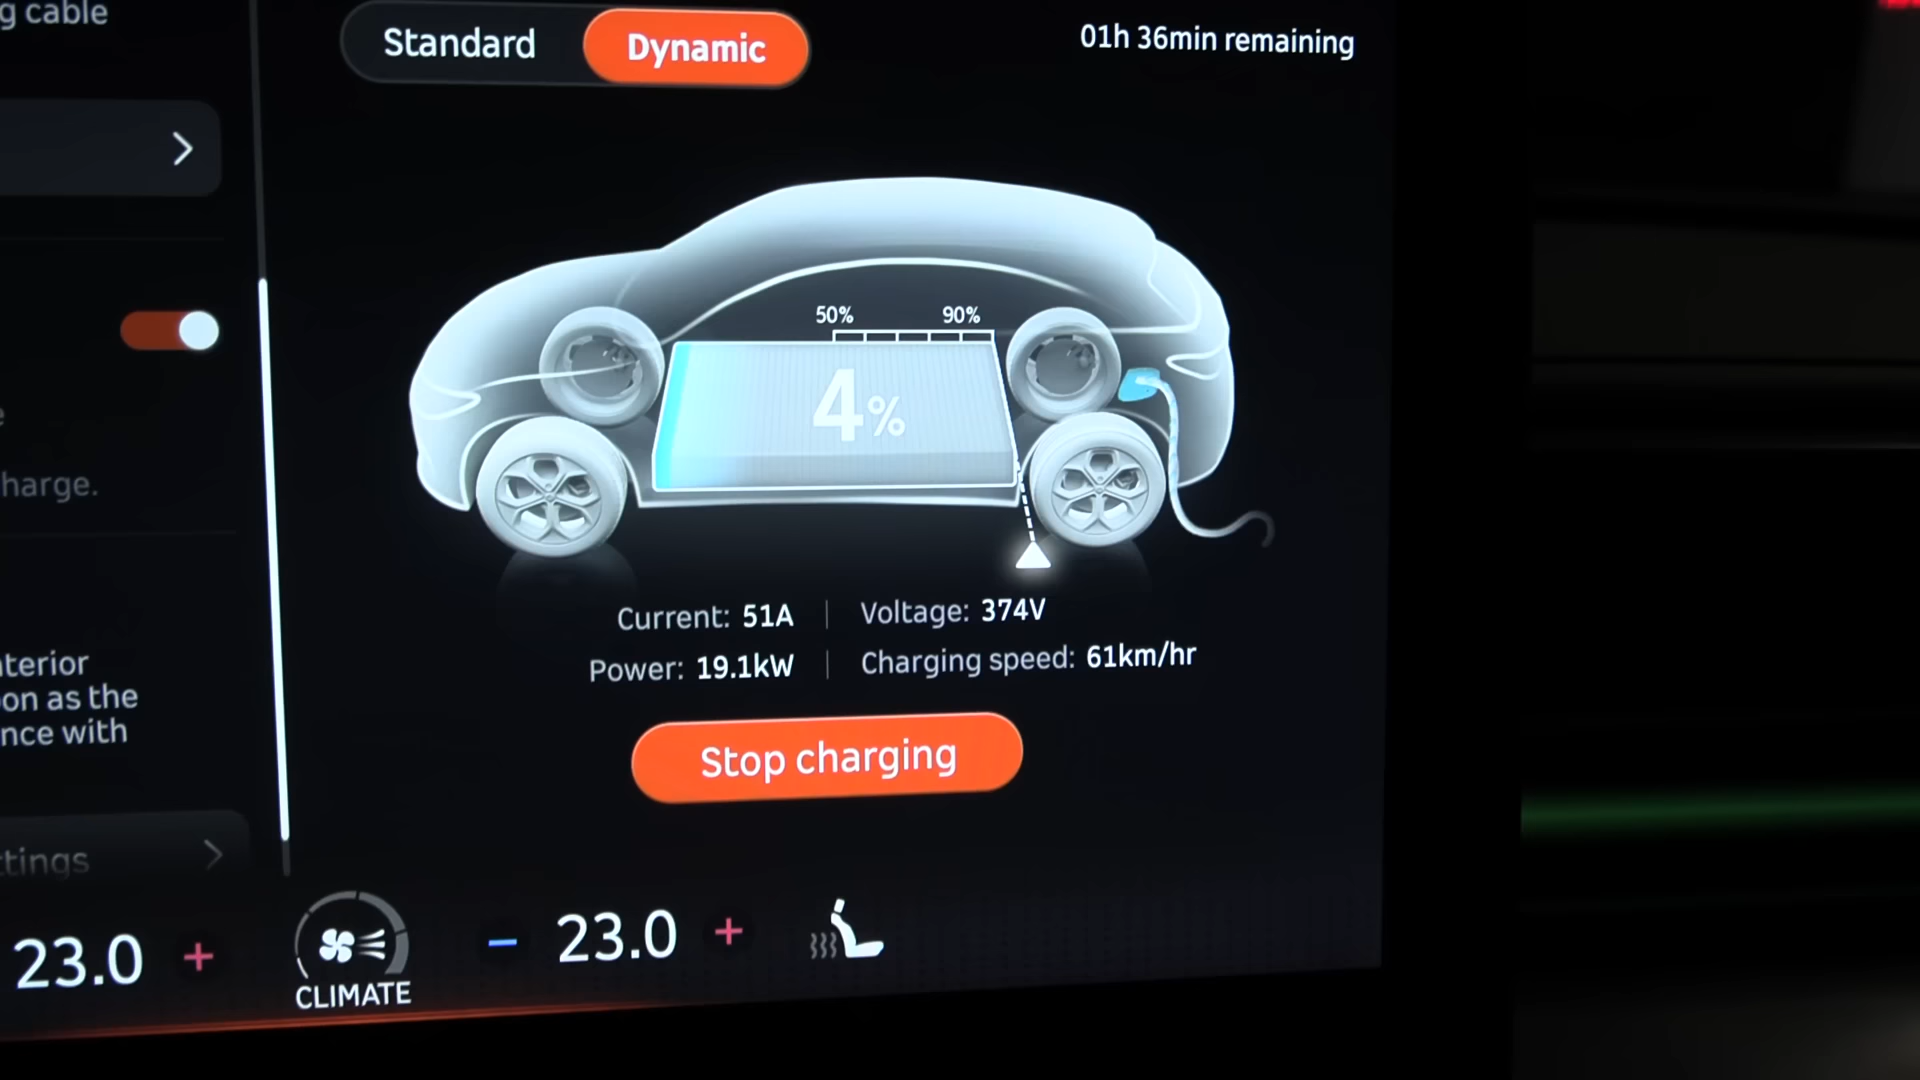 g cable
Standard
Dynamic
01h 36min remaining
50%
90%
4%
harge.
Current: 51A
Voltage: 374V
Power: 19.1kW
Charging speed: 61km/hr
terior
on as the
nce with
Stop charging
ttings
23.0 +
CLIMATE
- 23.0 +